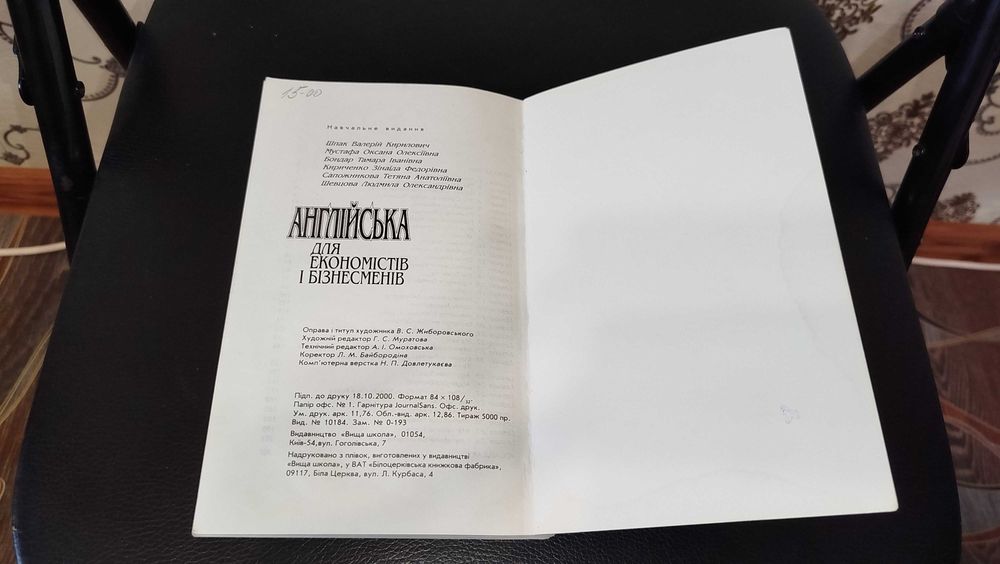 15-00
Навчальне видання
Шпак Валерій Кирилович
Мустафа Оксана Олексіївна
Бондар Тамара Іванівна
Кириченко Зінаїда Федорівна
Сапожникова Тетяна Анатоліївна
Шевцова Людмила Олександрівна
АНГЛІЙСЬКА
ДЛЯ
ЕКОНОМІСТІВ
І БІЗНЕСМЕНІВ
Оправа і титул художника В. С. Жиборовського
Художній редактор Г. С. Муратова
Технічний редактор А. І. Омоховська
Коректор Л. М. Байбородіна
Комп'ютерна верстка Н. П. Довлетукаєва
Підп. до друку 18.10.2000. Формат 84 × 108/32.
Папір офс. № 1. Гарнітура JournalSans. Офс. друк.
Ум. друк. арк. 11,76. Обл.-вид. арк. 12,86. Тираж 5000 пр.
Вид. № 10184. Зам. № 0-193
Видавництво «Вища школа», 01054,
Київ-54,вул. Гоголівська, 7
Надруковано з плівок, виготовлених у видавництві
«Вища школа», у ВАТ «Білоцерківська книжкова фабрика»,
09117, Біла Церква, вул. Л. Курбаса, 4